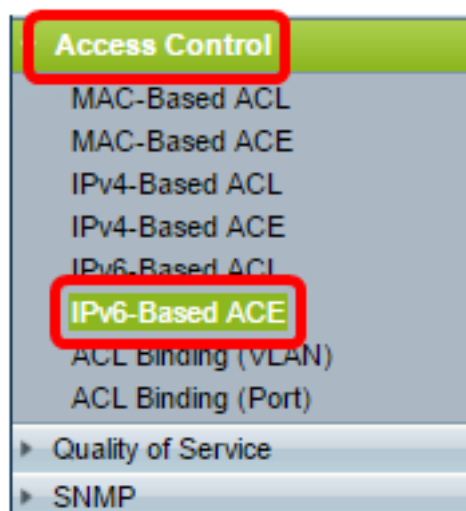 Access Control
MAC-Based ACL
MAC-Based ACE
IPv4-Based ACL
IPv4-Based ACE
IPv6-Based ACL
IPv6-Based ACE
ACL Binding (VLAN)
ACL Binding (Port)
Quality of Service
SNMP